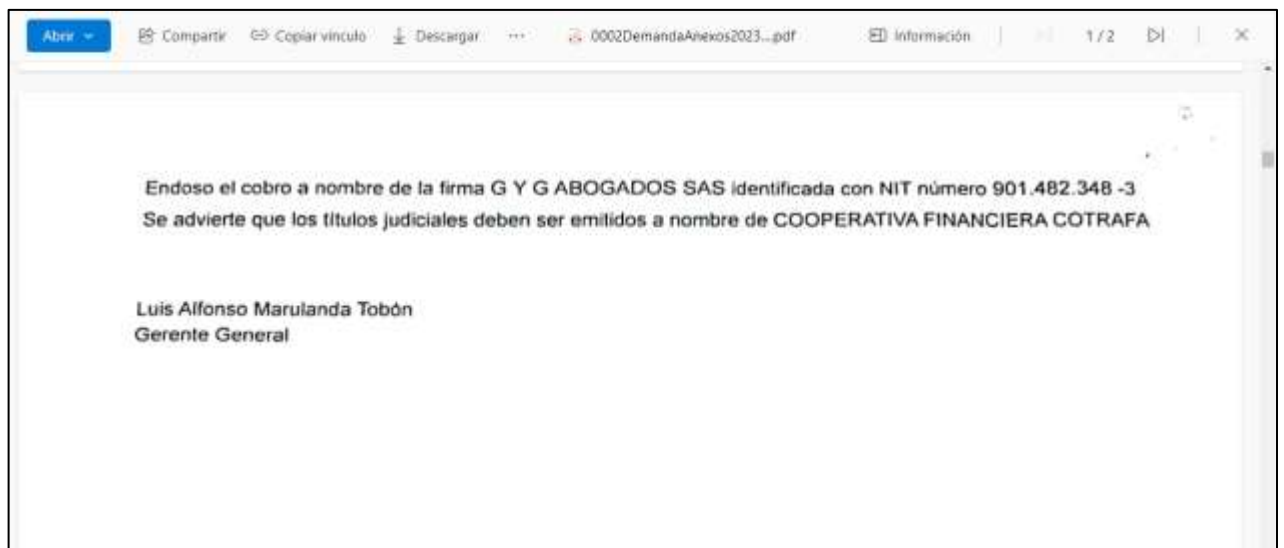 Abrir Compartir Copiar vínculo Descargar ... 0002DemandaAnexos2023....pdf Información 1 / 2
Endoso el cobro a nombre de la firma G Y G ABOGADOS SAS identificada con NIT número 901.482.348 -3
Se advierte que los títulos judiciales deben ser emitidos a nombre de COOPERATIVA FINANCIERA COTRAFA
Luis Alfonso Marulanda Tobón
Gerente General